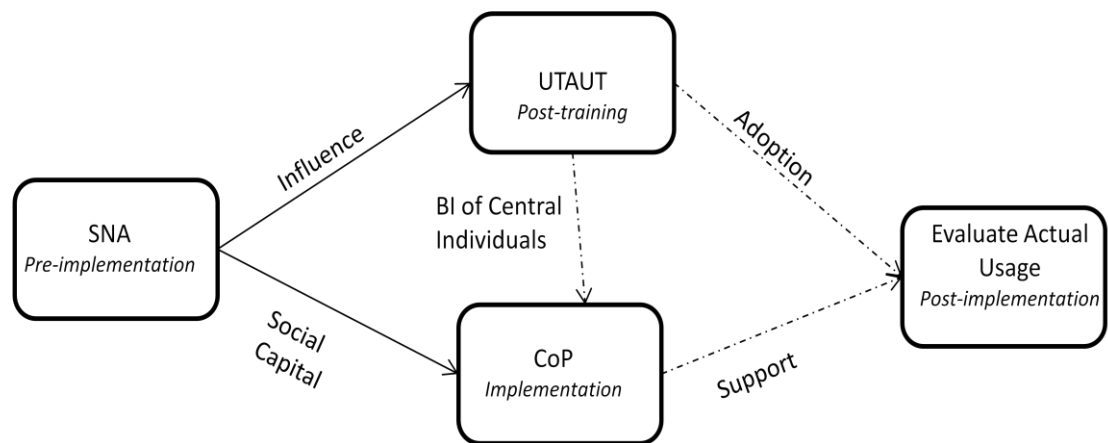 UTAUT
Post-training
Influence
Adoption
SNA
Pre-implementation
BI of Central
Individuals
Evaluate Actual
Usage
Post-implementation
Social
Capital
CoP
Implementation
Support